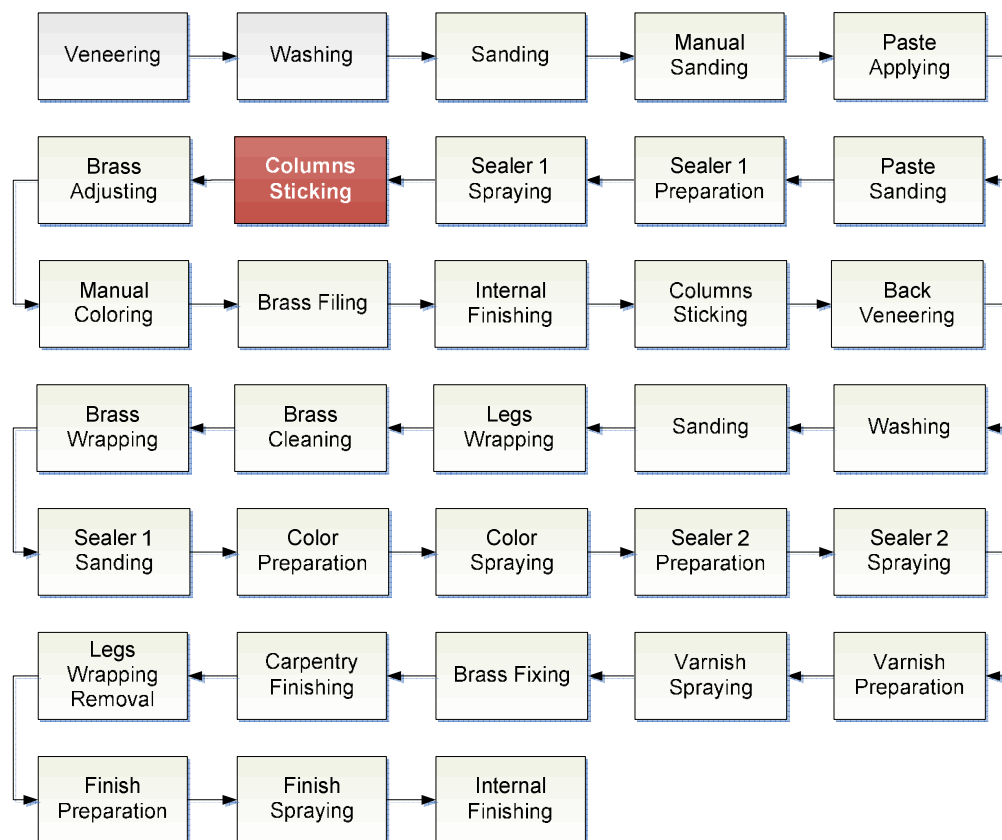 Veneering
Washing
Sanding
Manual
Sanding
Paste
Applying
Brass
Adjusting
Columns
Sticking
Sealer 1
Spraying
Sealer 1
Preparation
Paste
Sanding
Manual
Coloring
Brass Filing
Internal
Finishing
Columns
Sticking
Back
Veneering
Brass
Wrapping
Brass
Cleaning
Legs
Wrapping
Sanding
Washing
Sealer 1
Sanding
Color
Preparation
Color
Spraying
Sealer 2
Preparation
Sealer 2
Spraying
Legs
Wrapping
Removal
Carpentry
Finishing
Brass Fixing
Varnish
Spraying
Varnish
Preparation
Finish
Preparation
Finish
Spraying
Internal
Finishing